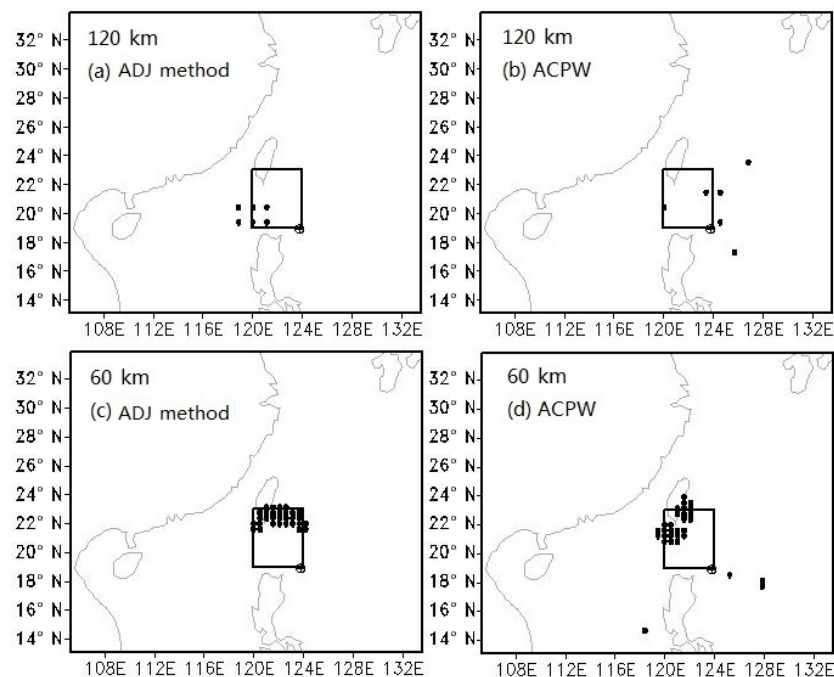 120 km
(a) ADJ method
32° N
30° N
28° N
26° N
24° N
22° N
20° N
18° N
16° N
14° N
108E 112E 116E 120E 124E 128E 132E
120 km
(b) ACPW
32° N
30° N
28° N
26° N
24° N
22° N
20° N
18° N
16° N
14° N
108E 112E 116E 120E 124E 128E 132E
60 km
(c) ADJ method
32° N
30° N
28° N
26° N
24° N
22° N
20° N
18° N
16° N
14° N
108E 112E 116E 120E 124E 128E 132E
60 km
(d) ACPW
32° N
30° N
28° N
26° N
24° N
22° N
20° N
18° N
16° N
14° N
108E 112E 116E 120E 124E 128E 132E